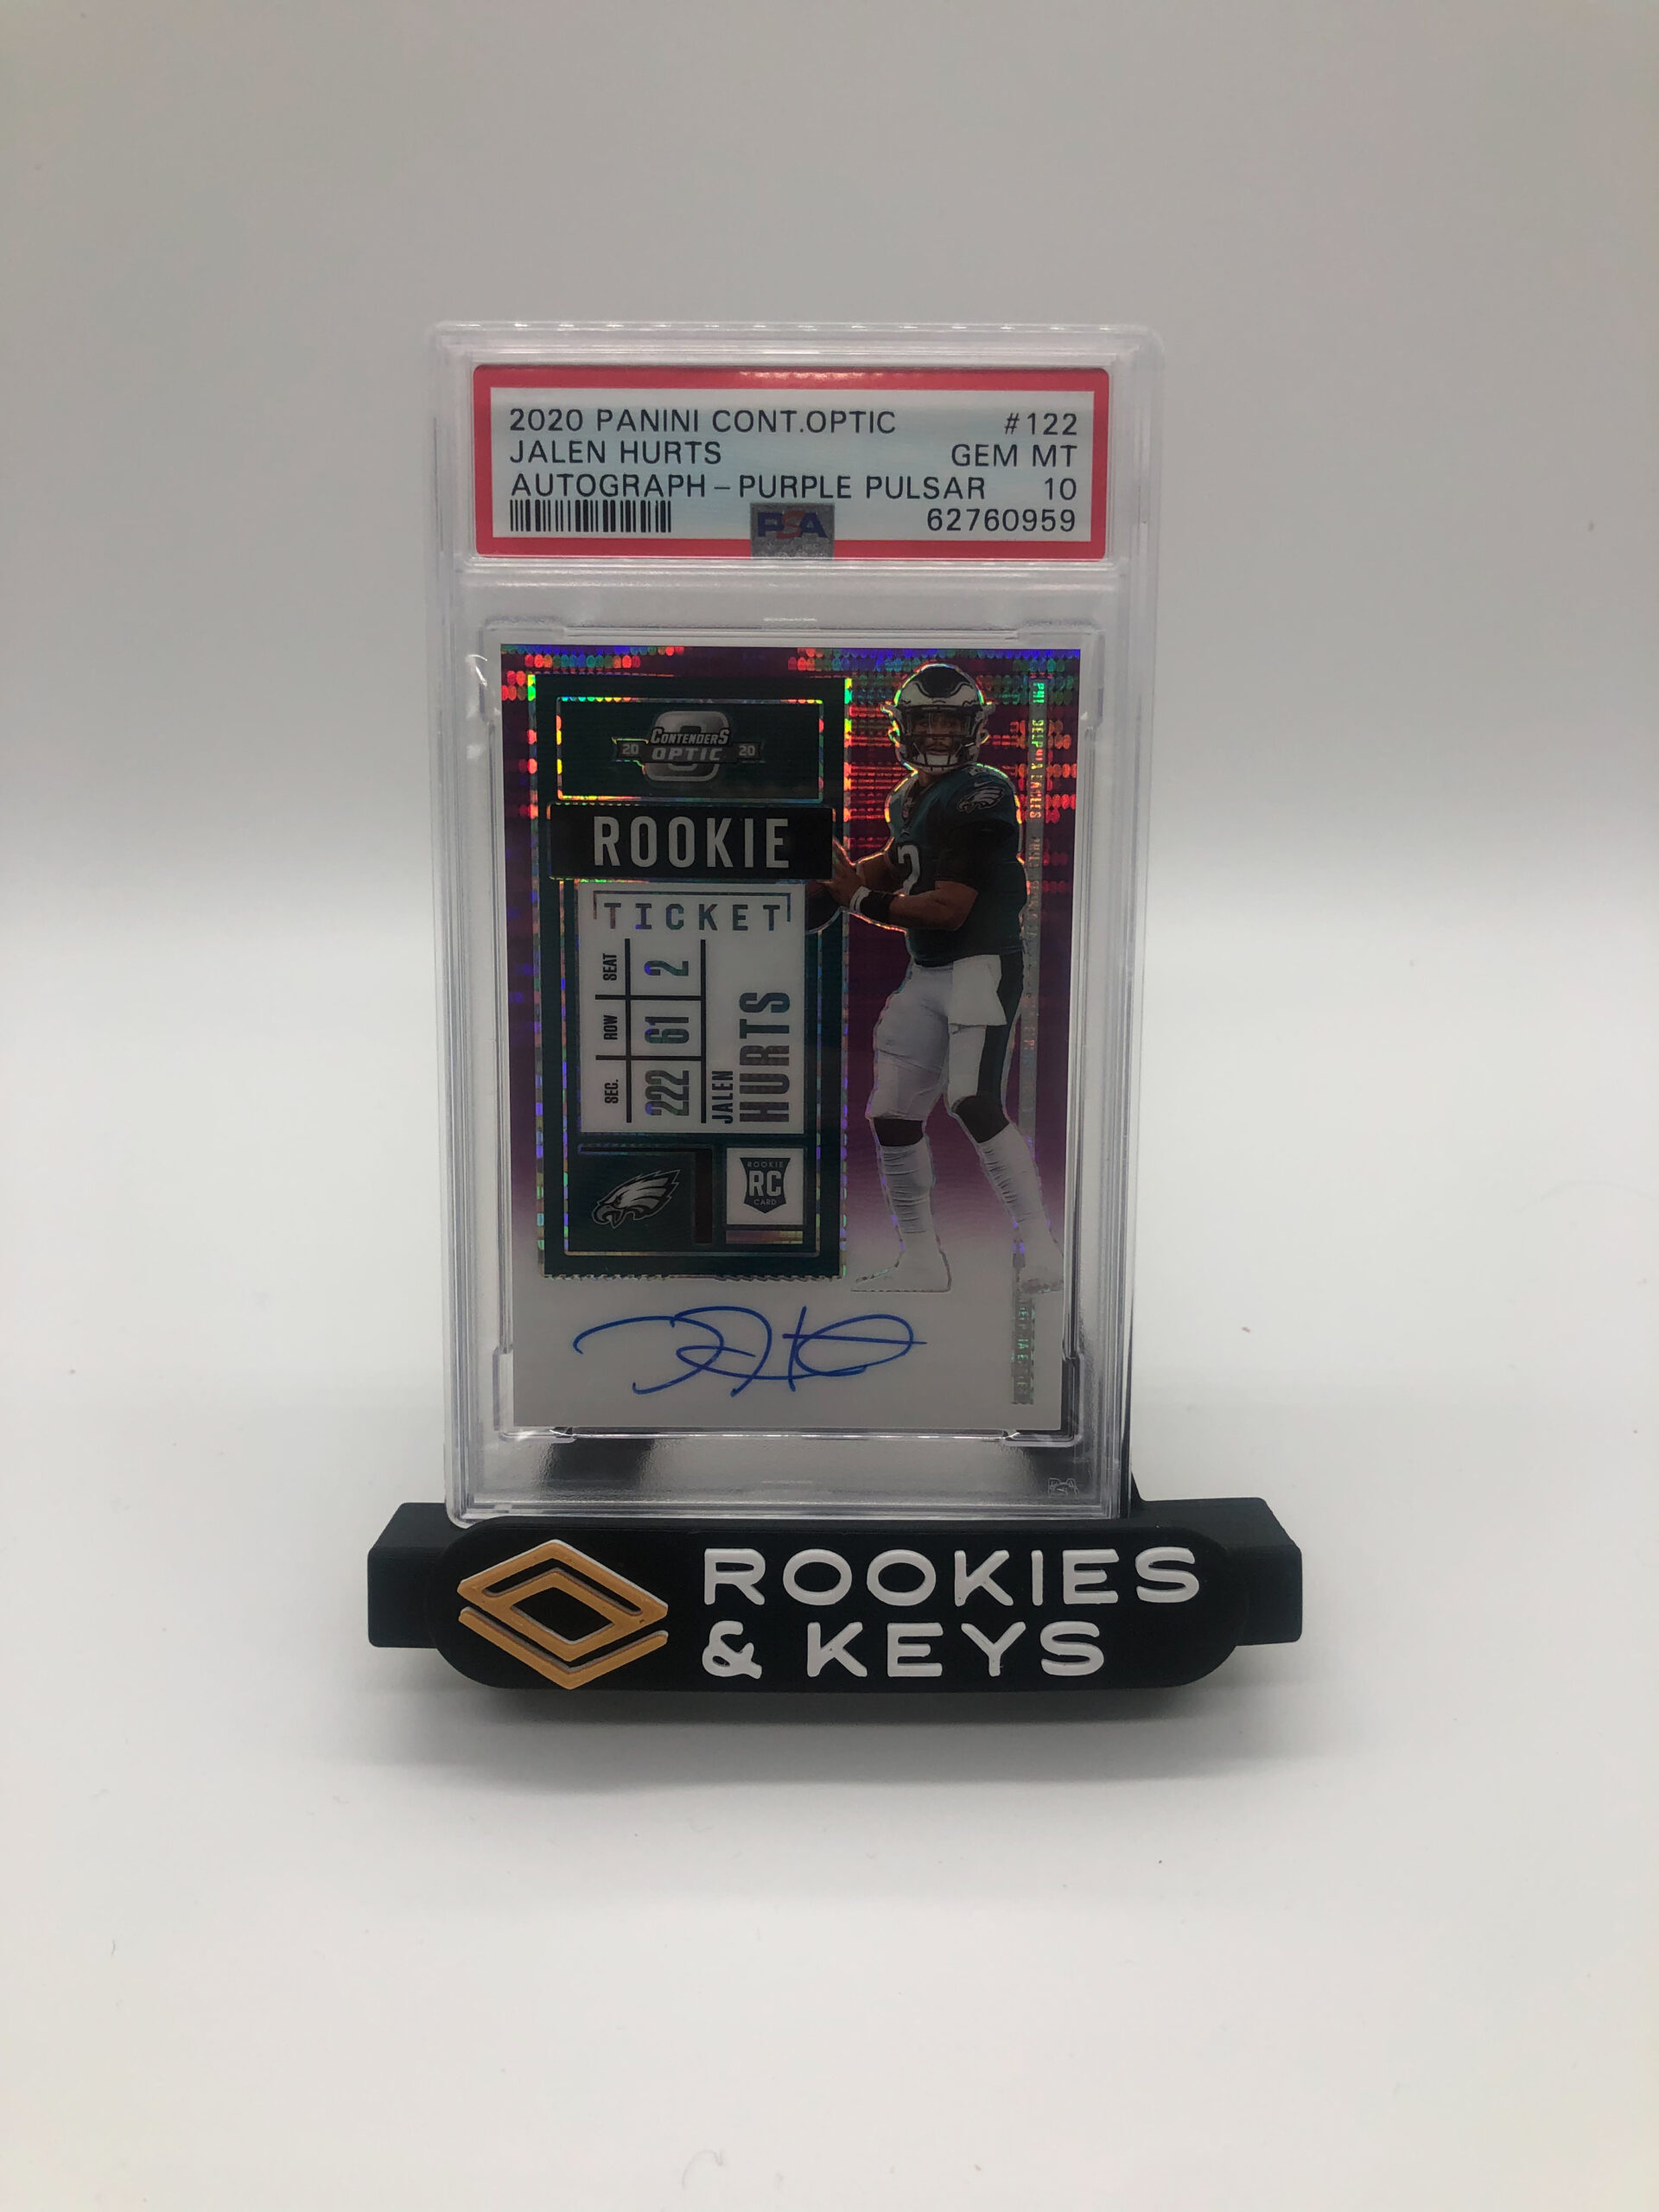 2020 PANINI CONT.OPTIC #122
JALEN HURTS GEM MT
AUTOGRAPH – PURPLE PULSAR 10
62760959
PSA
CONTENDERS
20 OPTIC 20
ROOKIE
TICKET
SEC. ROW SEAT
222 61 2
JALEN
HURTS
ROOKIE
RC
CARD
2
ROOKIES
& KEYS